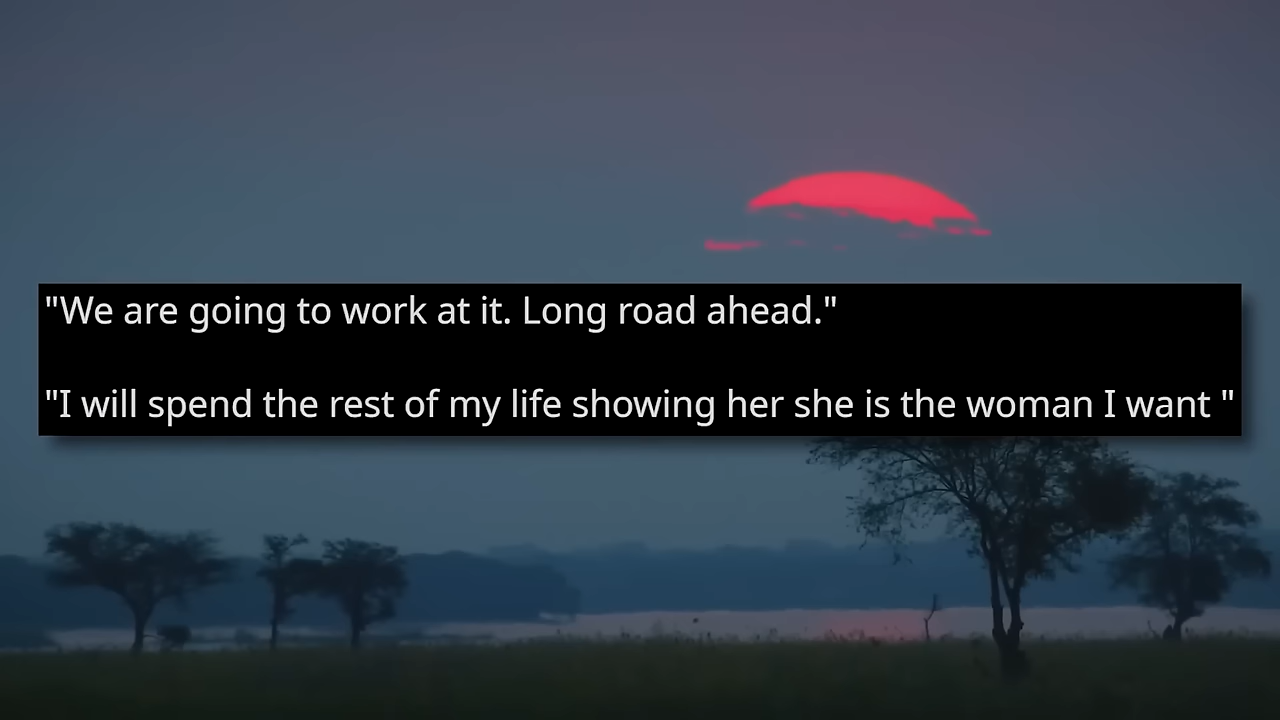 "We are going to work at it. Long road ahead."
"I will spend the rest of my life showing her she is the woman I want "